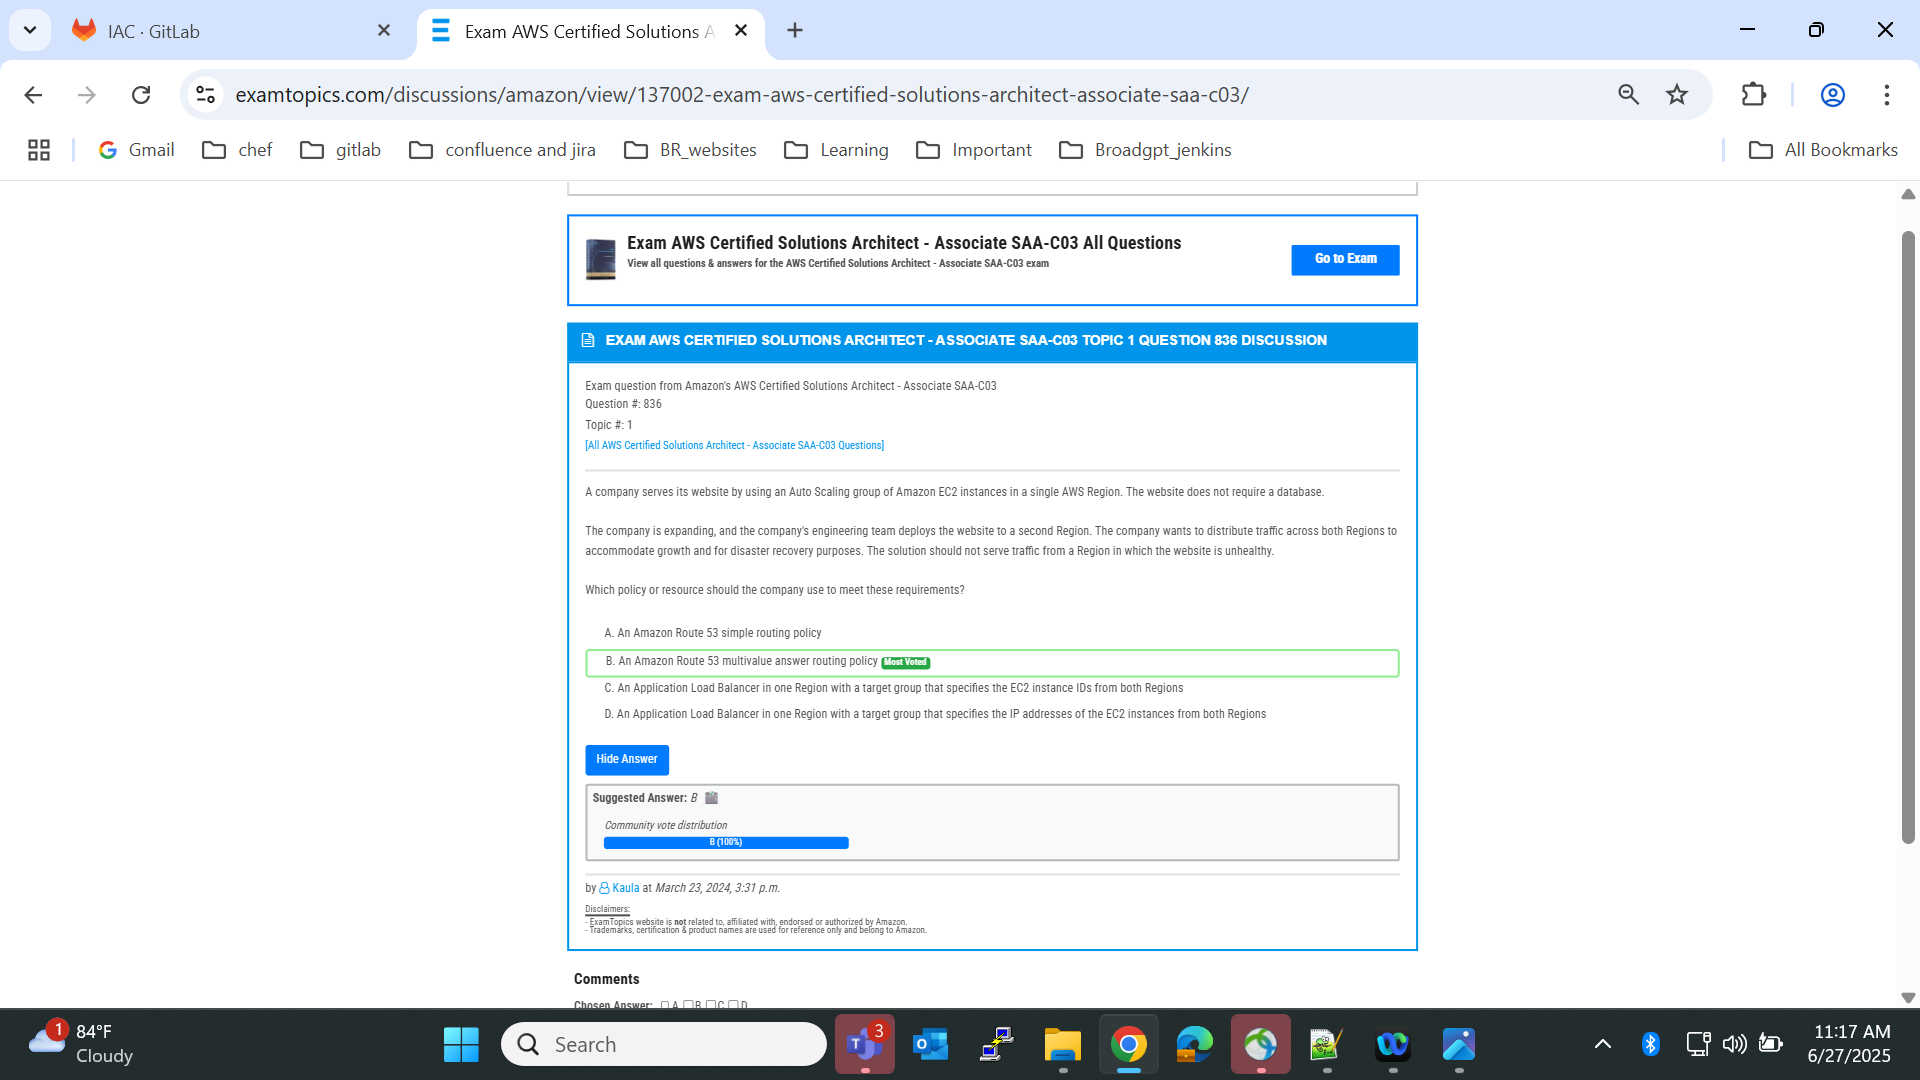 IAC · GitLab
Exam AWS Certified Solutions A
examtopics.com/discussions/amazon/view/137002-exam-aws-certified-solutions-architect-associate-saa-c03/
Gmail
chef
gitlab
confluence and jira
BR_websites
Learning
Important
Broadgpt_jenkins
All Bookmarks
Exam AWS Certified Solutions Architect - Associate SAA-C03 All Questions
View all questions & answers for the AWS Certified Solutions Architect - Associate SAA-C03 exam
Go to Exam
EXAM AWS CERTIFIED SOLUTIONS ARCHITECT - ASSOCIATE SAA-C03 TOPIC 1 QUESTION 836 DISCUSSION
Exam question from Amazon's AWS Certified Solutions Architect - Associate SAA-C03
Question #: 836
Topic #: 1
[All AWS Certified Solutions Architect - Associate SAA-C03 Questions]
A company serves its website by using an Auto Scaling group of Amazon EC2 instances in a single AWS Region. The website does not require a database.
The company is expanding, and the company's engineering team deploys the website to a second Region. The company wants to distribute traffic across both Regions to
accommodate growth and for disaster recovery purposes. The solution should not serve traffic from a Region in which the website is unhealthy.
Which policy or resource should the company use to meet these requirements?
A. An Amazon Route 53 simple routing policy
B. An Amazon Route 53 multivalue answer routing policy Most Voted
C. An Application Load Balancer in one Region with a target group that specifies the EC2 instance IDs from both Regions
D. An Application Load Balancer in one Region with a target group that specifies the IP addresses of the EC2 instances from both Regions
Hide Answer
Suggested Answer: B
Community vote distribution
B (100%)
by Kaula at March 23, 2024, 3:31 p.m.
Disclaimers:
- ExamTopics website is not related to, affiliated with, endorsed or authorized by Amazon.
- Trademarks, certification & product names are used for reference only and belong to Amazon.
Comments
Chosen Answer: A B C D
1
84°F
Cloudy
Search
3
11:17 AM
6/27/2025